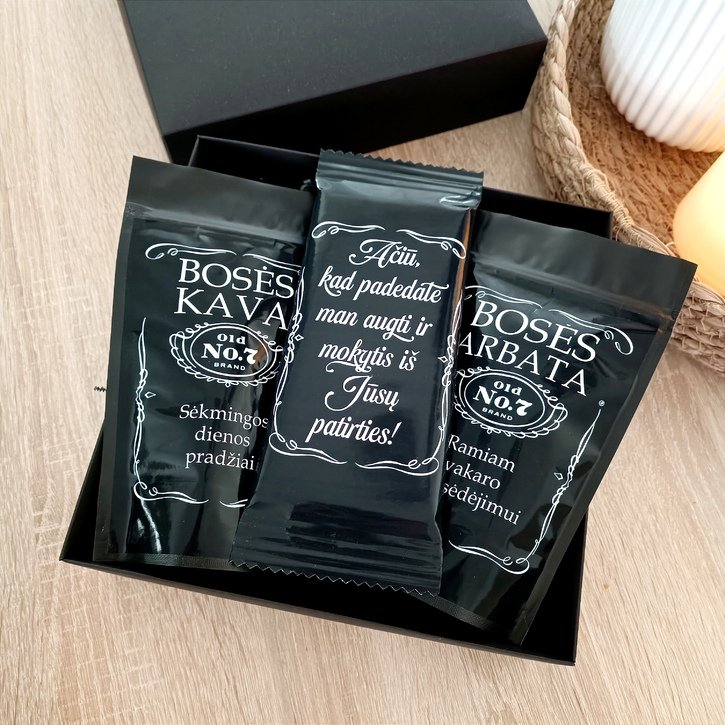 BOSĖS
KAVA
Old
No.7
BRAND
Sėkmingos
dienos
pradžiai
Ačiū,
kad padedate
man augti ir
mokytis iš
Jūsų
patirties!
BOSĖS
ARBATA
Old
No.7
BRAND
Ramiam
vakaro
sėdėjimui